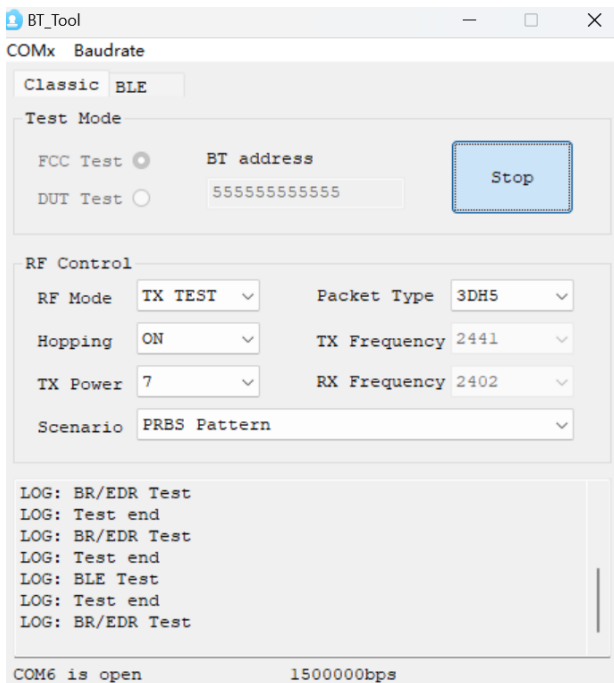 BT_Tool
COMx Baudrate
Classic BLE
Test Mode
FCC Test
BT address
DUT Test
555555555555
Stop
RF Control
RF Mode TX TEST Packet Type 3DH5
Hopping ON TX Frequency 2441
TX Power 7 RX Frequency 2402
Scenario PRBS Pattern
LOG: BR/EDR Test
LOG: Test end
LOG: BR/EDR Test
LOG: Test end
LOG: BLE Test
LOG: Test end
LOG: BR/EDR Test
COM6 is open 1500000bps